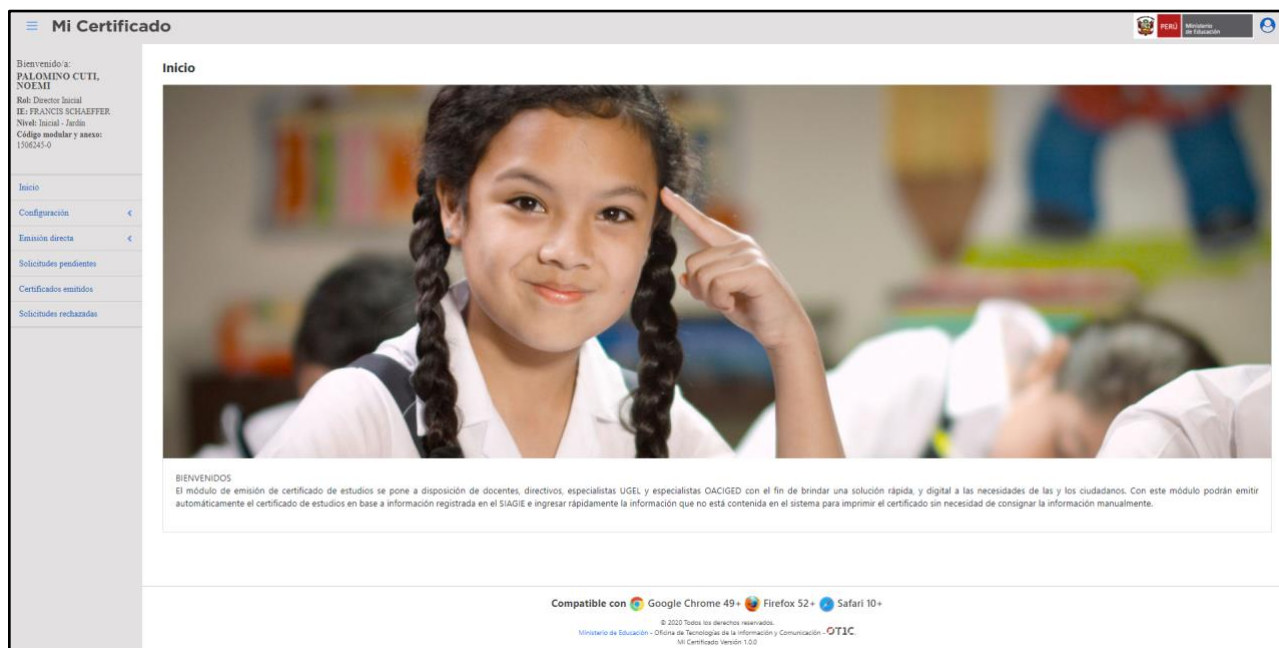 Mi Certificado
PERÚ
Ministerio
de Educación
Bienvenido/a:
PALOMINO CUTI,
NOEMI
Rol: Director Inicial
IE: FRANCIS SCHAEFFER
Nivel: Inicial - Jardín
Código modular y anexo:
1506245-0
Inicio
Configuración
Emisión directa
Solicitudes pendientes
Certificados emitidos
Solicitudes rechazadas
Inicio
BIENVENIDOS
El módulo de emisión de certificado de estudios se pone a disposición de docentes, directivos, especialistas UGEL y especialistas OACIGED con el fin de brindar una solución rápida, y digital a las necesidades de las y los ciudadanos. Con este módulo podrán emitir
automáticamente el certificado de estudios en base a información registrada en el SIAGIE e ingresar rápidamente la información que no está contenida en el sistema para imprimir el certificado sin necesidad de consignar la información manualmente.
Compatible con Google Chrome 49+ Firefox 52+ Safari 10+
© 2020 Todos los derechos reservados.
Ministerio de Educación - Oficina de Tecnologías de la Información y Comunicación - OTIC
Mi Certificado Versión 1.0.0